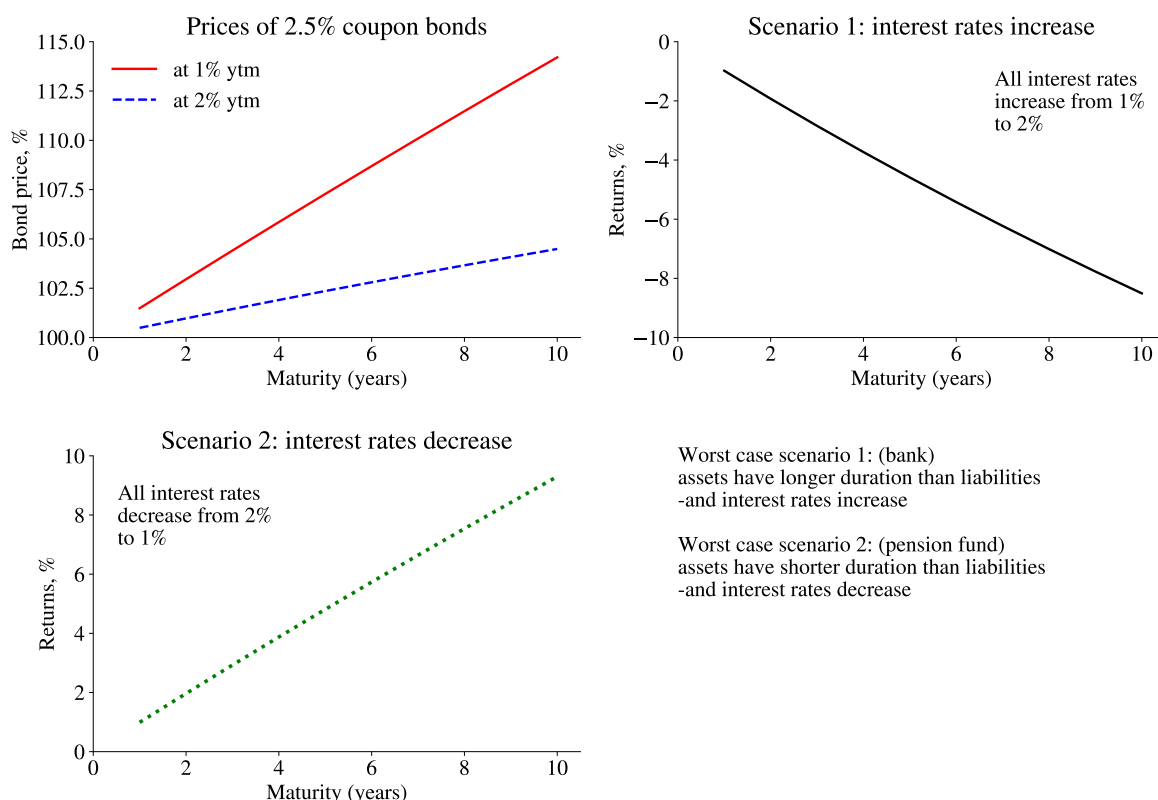 Prices of 2.5% coupon bonds
115.0
112.5
110.0
107.5
105.0
102.5
100.0
Bond price, %
at 1% ytm
at 2% ytm
0 2 4 6 8 10
Maturity (years)
Scenario 1: interest rates increase
0
−2
−4
−6
−8
−10
Returns, %
All interest rates
increase from 1%
to 2%
0 2 4 6 8 10
Maturity (years)
Scenario 2: interest rates decrease
10
8
6
4
2
0
Returns, %
All interest rates
decrease from 2%
to 1%
0 2 4 6 8 10
Maturity (years)
Worst case scenario 1: (bank)
assets have longer duration than liabilities
-and interest rates increase
Worst case scenario 2: (pension fund)
assets have shorter duration than liabilities
-and interest rates decrease